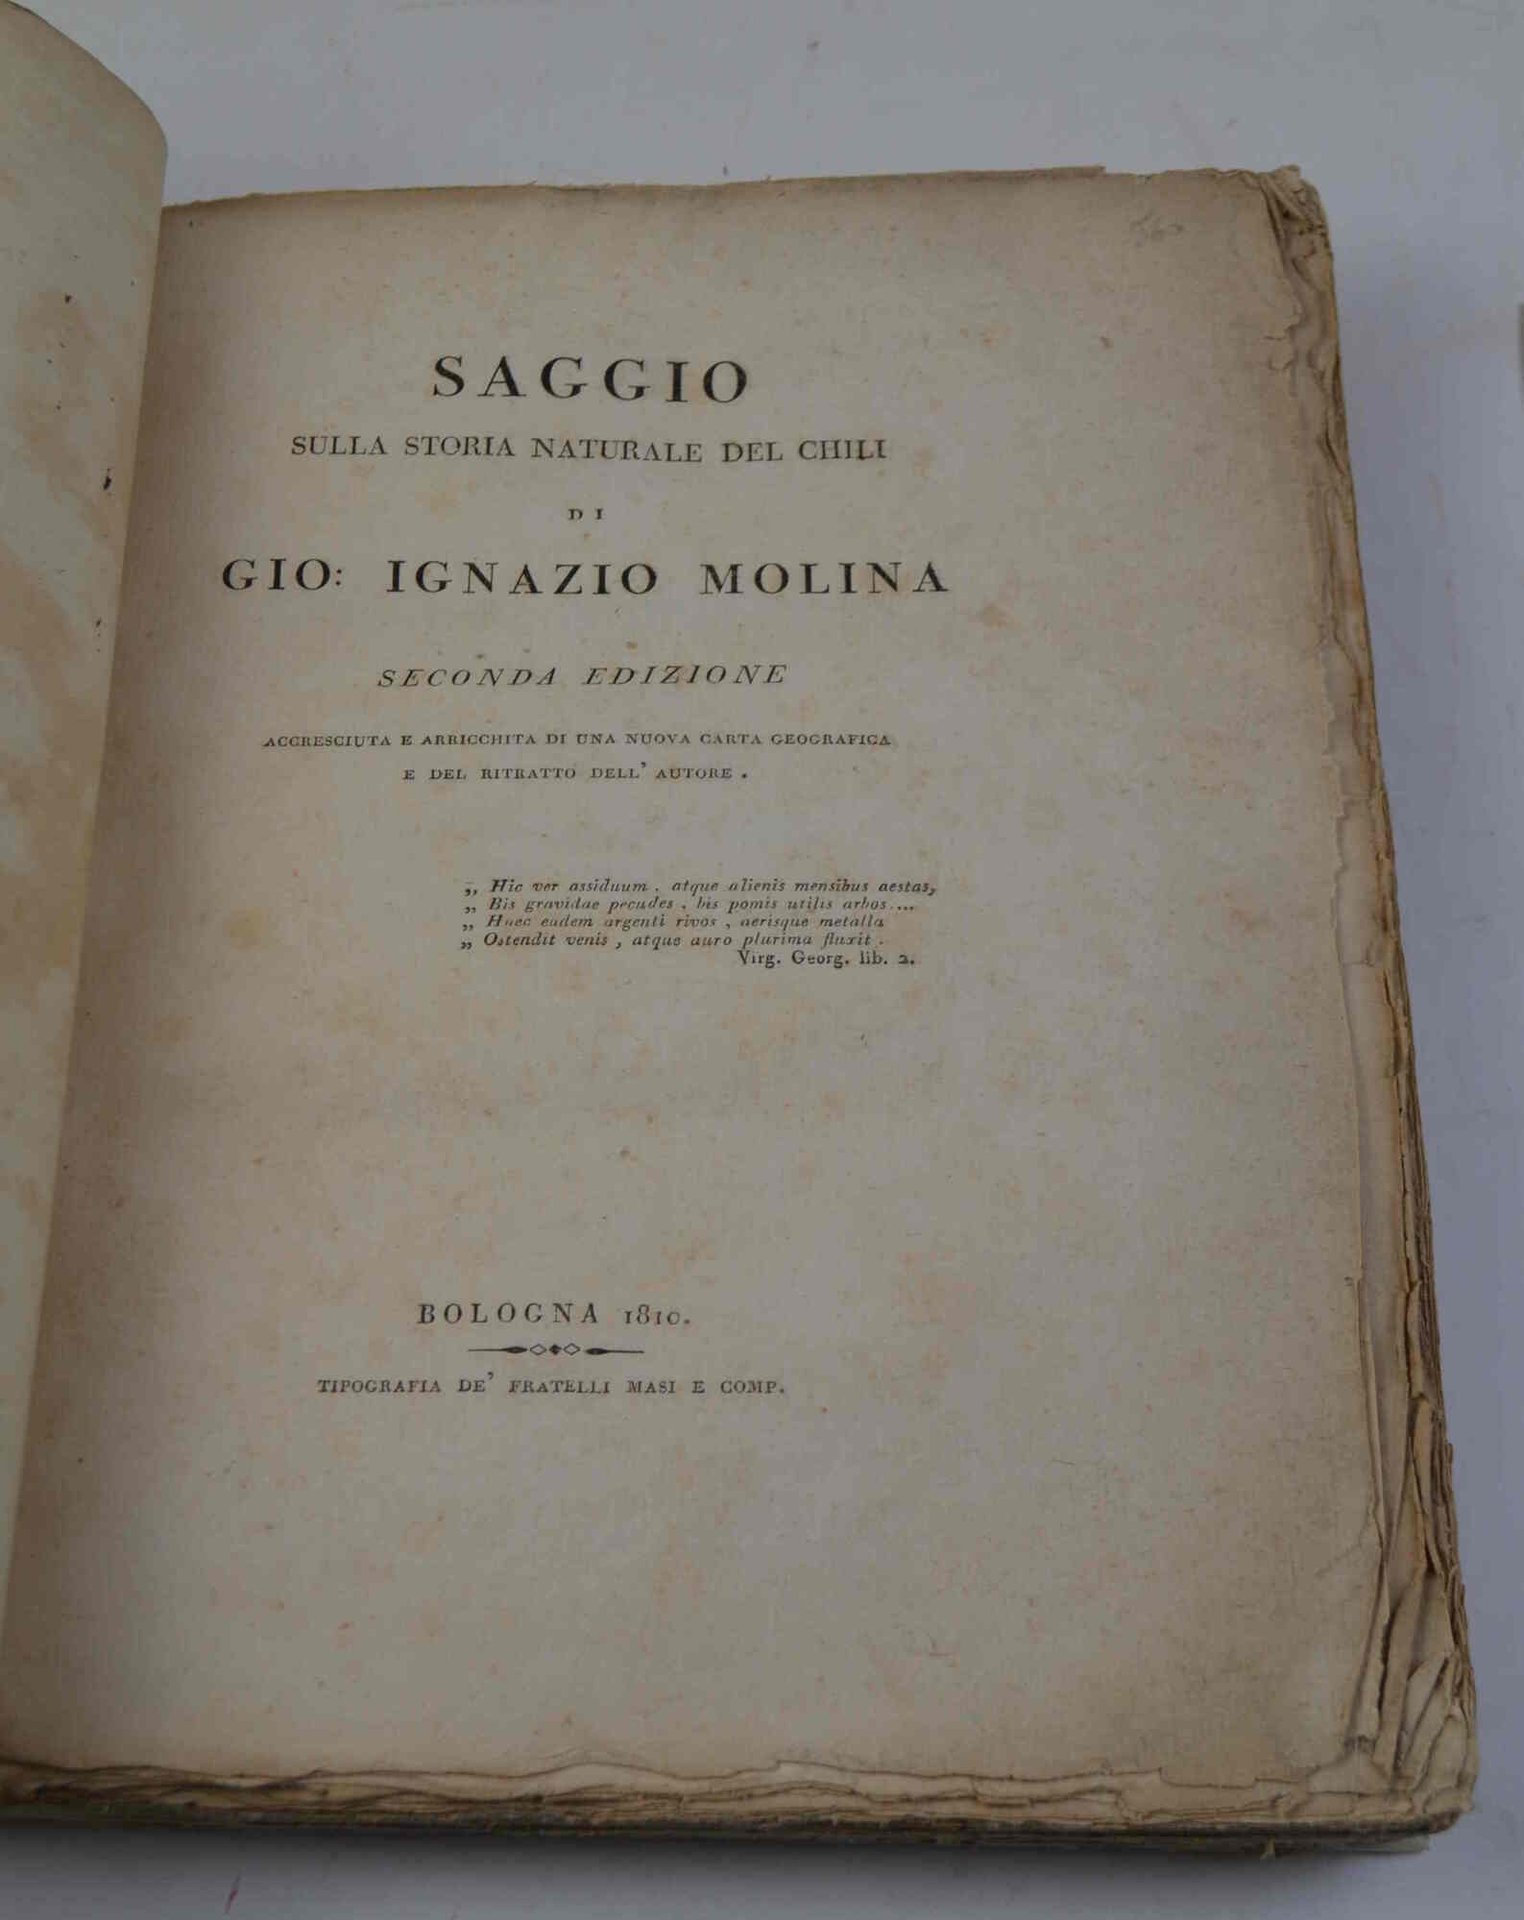 SAGGIO
SULLA STORIA NATURALE DEL CHILI
DI
GIO: IGNAZIO MOLINA
SECONDA EDIZIONE
ACCRESCIUTA E ARRICCHITA DI UNA NUOVA CARTA GEOGRAFICA
E DEL RITRATTO DELL' AUTORE .
„ Hic ver assiduum , atque alienis mensibus aestas,
„ Bis gravidae pecudes , bis pomis utilis arbos....
„ Haec eadem argenti rivos , aerisque metalla
„ Ostendit venis , atque auro plurima fluxit .
Virg. Georg. lib. 2.
BOLOGNA 1810.
TIPOGRAFIA DE' FRATELLI MASI E COMP.